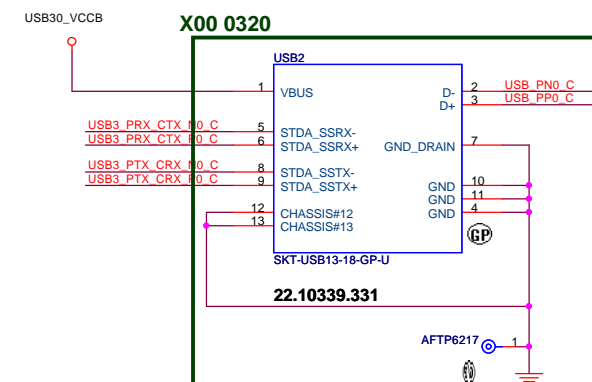 USB30_VCCB
X00 0320
USB2
1 VBUS
D- 2 USB_PN0_C
D+ 3 USB_PP0_C
USB3_PRX_CTX_N0_C 5 STDA_SSRX-
USB3_PRX_CTX_P0_C 6 STDA_SSRX+
GND_DRAIN 7
USB3_PTX_CRX_N0_C 8 STDA_SSTX-
USB3_PTX_CRX_P0_C 9 STDA_SSTX+
GND 10
GND 11
GND 4
12 CHASSIS#12
13 CHASSIS#13
GP
SKT-USB13-18-GP-U
22.10339.331
AFTP6217 1